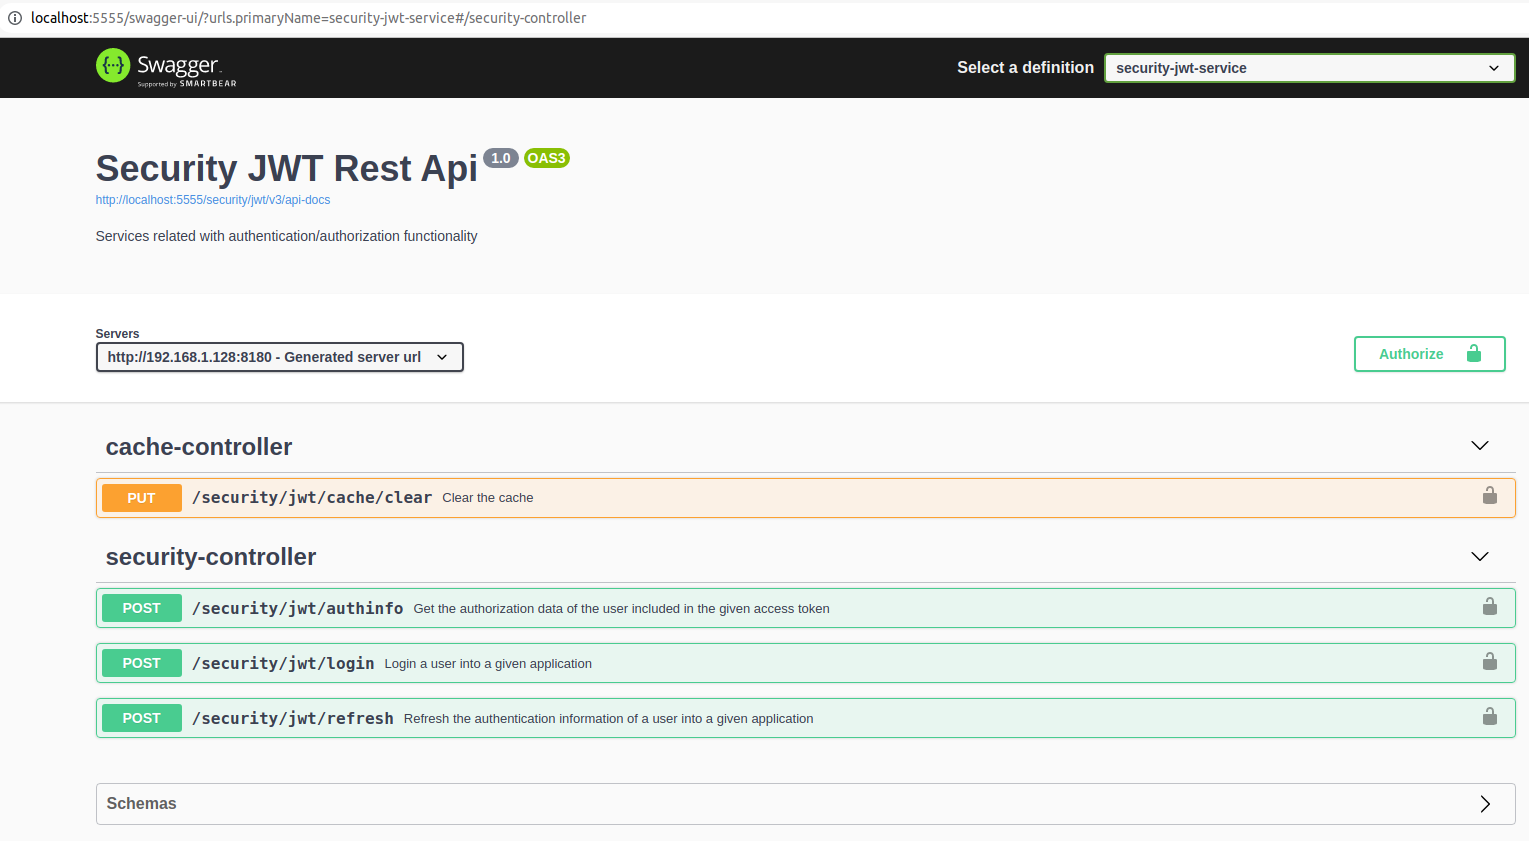 localhost:5555/swagger-ui/?urls.primaryName=security-jwt-service#/security-controller
Swagger
Supported by SMARTBEAR
Select a definition
security-jwt-service
Security JWT Rest Api 1.0 OAS3
http://localhost:5555/security/jwt/v3/api-docs
Services related with authentication/authorization functionality
Servers
http://192.168.1.128:8180 - Generated server url
Authorize
cache-controller
PUT /security/jwt/cache/clear Clear the cache
security-controller
POST /security/jwt/authinfo Get the authorization data of the user included in the given access token
POST /security/jwt/login Login a user into a given application
POST /security/jwt/refresh Refresh the authentication information of a user into a given application
Schemas